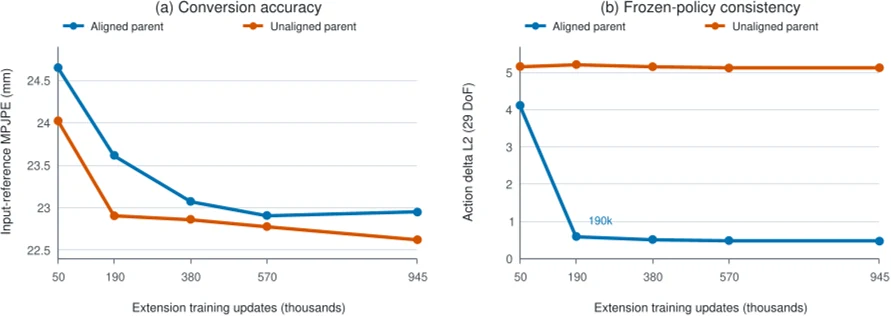 (a) Conversion accuracy
Aligned parent
Unaligned parent
Input-reference MPJPE (mm)
24.5
24
23.5
23
22.5
50
190
380
570
945
Extension training updates (thousands)
(b) Frozen-policy consistency
Aligned parent
Unaligned parent
Action delta L2 (29 DoF)
5
4
3
2
1
0
190k
50
190
380
570
945
Extension training updates (thousands)